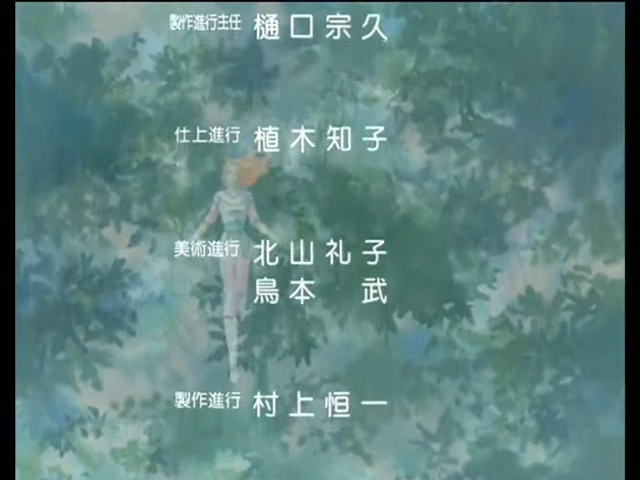 製作進行主任 樋口宗久
仕上進行 植木知子
美術進行 北山礼子
鳥本 武
製作進行 村上恒一